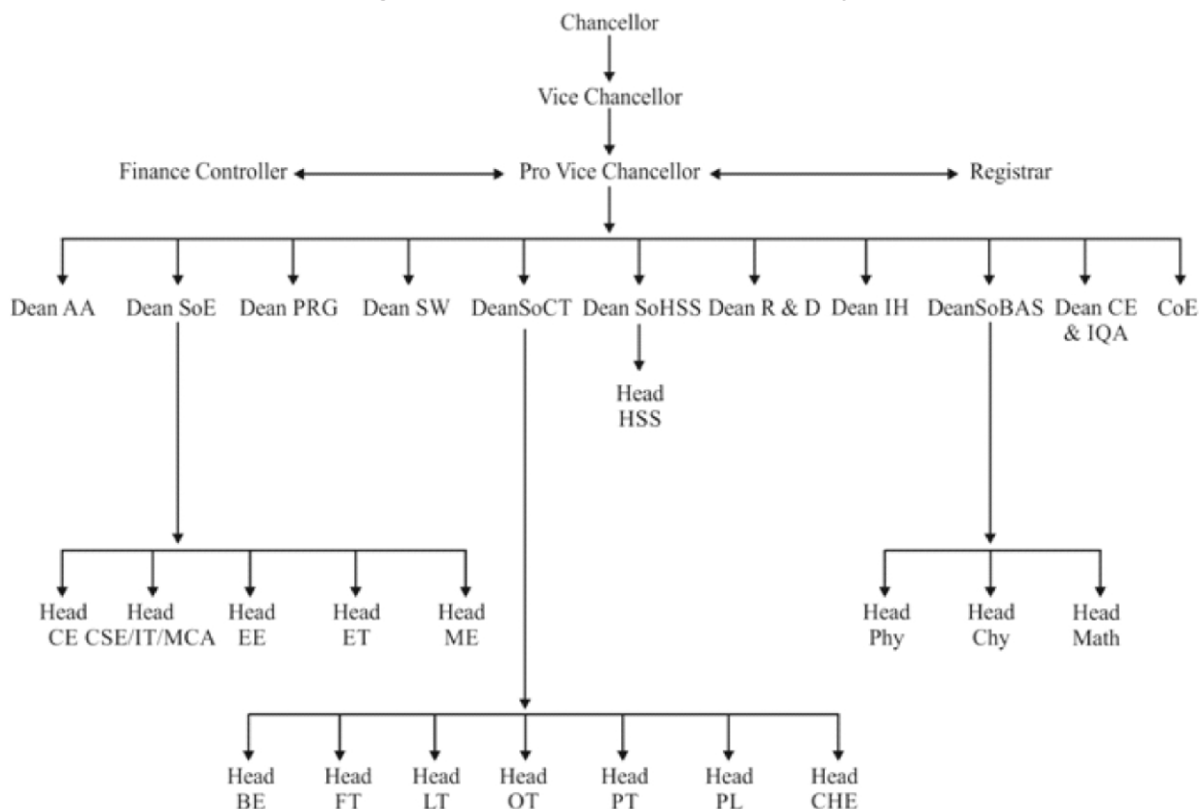 Chancellor
Vice Chancellor
Finance Controller Pro Vice Chancellor Registrar
Dean AA Dean SoE Dean PRG Dean SW DeanSoCT Dean SoHSS Dean R & D Dean IH DeanSoBAS Dean CE CoE
& IQA
Head
HSS
Head Head Head Head Head Head Head Head
CE CSE/IT/MCA EE ET ME Phy Chy Math
Head Head Head Head Head Head Head
BE FT LT OT PT PL CHE